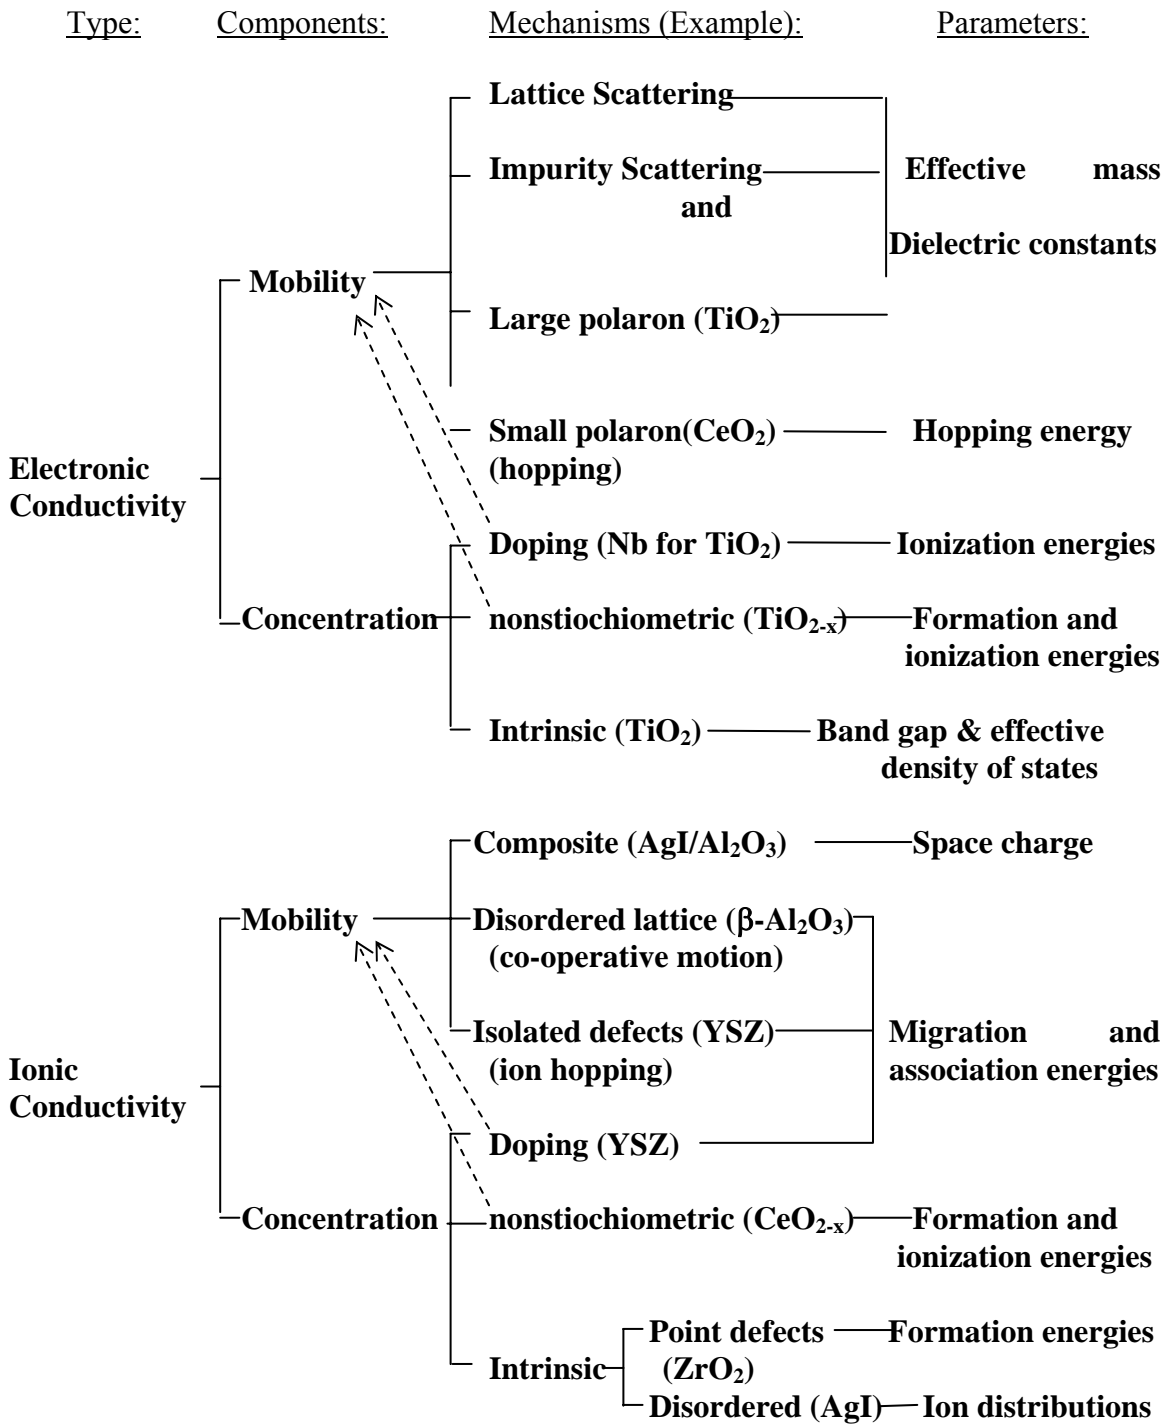 Type: Components: Mechanisms (Example): Parameters:
Lattice Scattering
Impurity Scattering Effective mass
and
Dielectric constants
Mobility
Large polaron (TiO₂)
Small polaron(CeO₂) Hopping energy
Electronic (hopping)
Conductivity
Doping (Nb for TiO₂) Ionization energies
Concentration nonstiochiometric (TiO₂₋ₓ) Formation and
ionization energies
Intrinsic (TiO₂) Band gap & effective
density of states
Composite (AgI/Al₂O₃) Space charge
Mobility Disordered lattice (β-Al₂O₃)
(co-operative motion)
Isolated defects (YSZ) Migration and
Ionic (ion hopping) association energies
Conductivity
Doping (YSZ)
Concentration nonstiochiometric (CeO₂₋ₓ) Formation and
ionization energies
Point defects Formation energies
Intrinsic (ZrO₂)
Disordered (AgI) Ion distributions